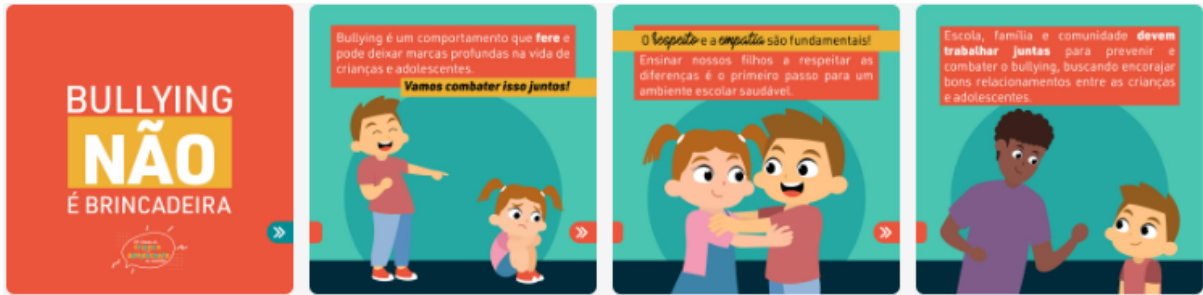 BULLYING
NÃO
É BRINCADEIRA
Bullying é um comportamento que fere e
pode deixar marcas profundas na vida de
crianças e adolescentes.
Vamos combater isso juntos!
O Respeito e a empatia são fundamentais!
Ensinar nossos filhos a respeitar as
diferenças é o primeiro passo para um
ambiente escolar saudável.
Escola, família e comunidade devem
trabalhar juntas para prevenir e
combater o bullying, buscando encorajar
bons relacionamentos entre as crianças
e adolescentes.